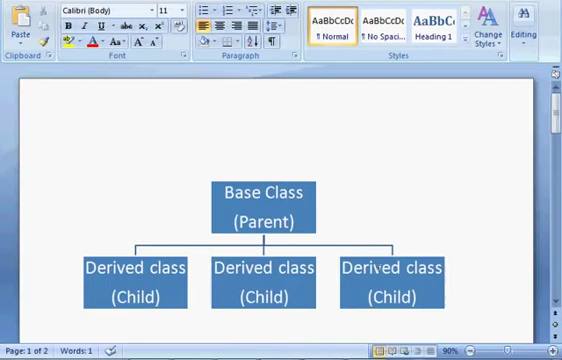 Calibri (Body)
11
AaBbCcDc
AaBbCcDc
AaBbCc
Paste
¶ Normal
¶ No Spaci...
Heading 1
Change
Styles
Editing
Clipboard
Font
Paragraph
Styles
Base Class
(Parent)
Derived class
(Child)
Derived class
(Child)
Derived class
(Child)
Page: 1 of 2
Words: 1
90%